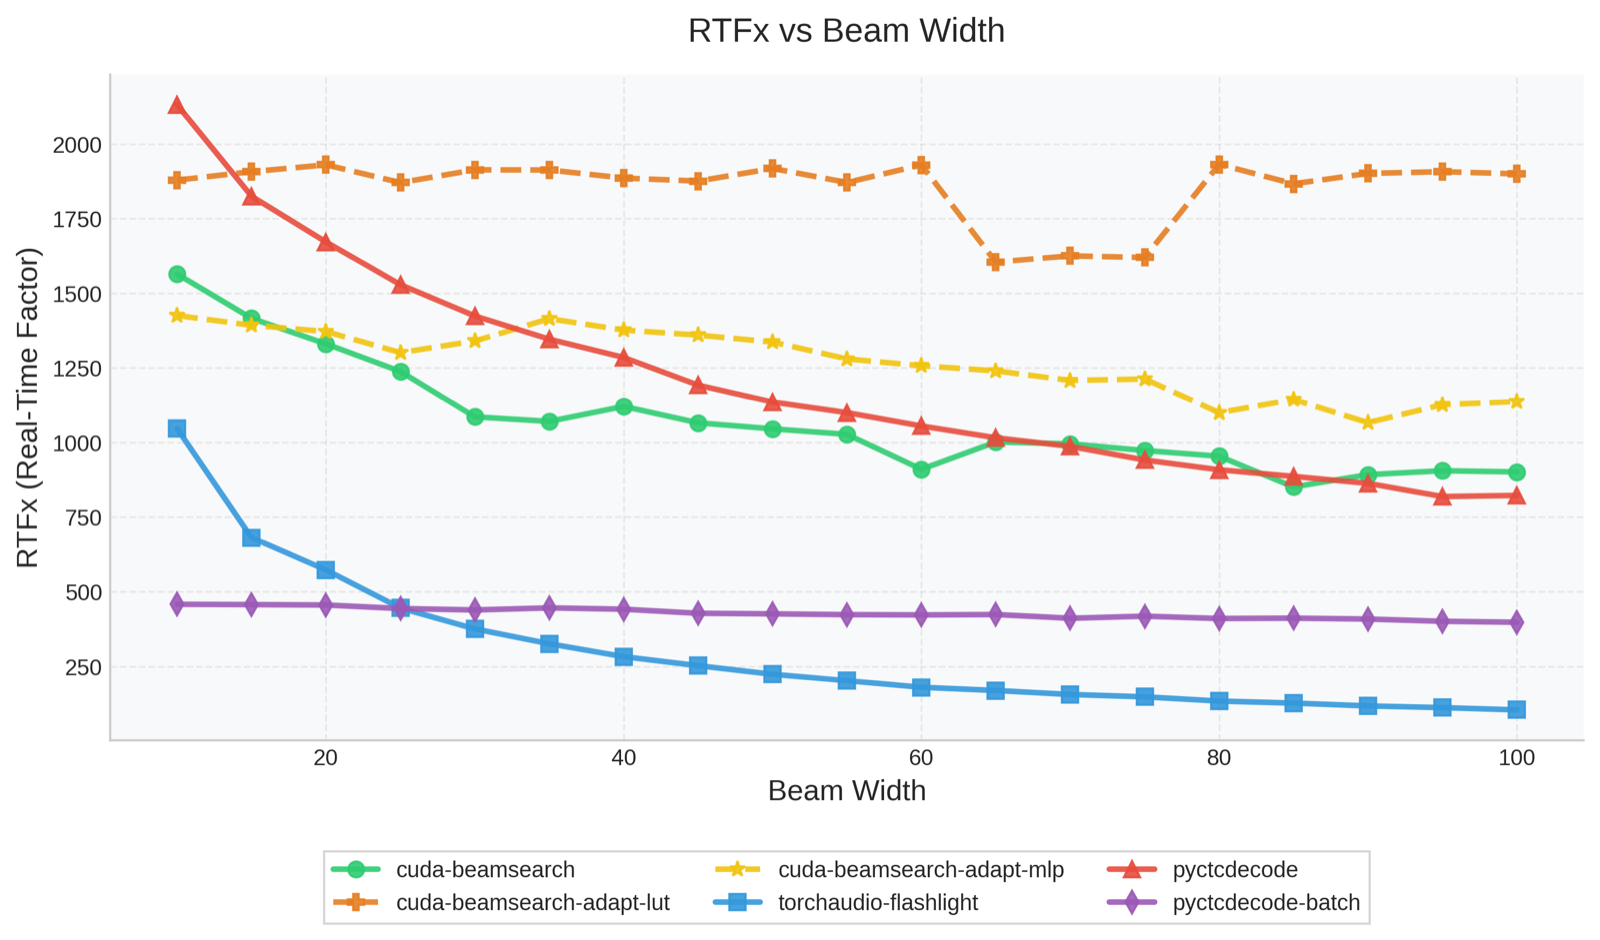 RTFx vs Beam Width
RTFx (Real-Time Factor)
2000
1750
1500
1250
1000
750
500
250
20 40 60 80 100
Beam Width
cuda-beamsearch cuda-beamsearch-adapt-mlp pyctcdecode
cuda-beamsearch-adapt-lut torchaudio-flashlight pyctcdecode-batch